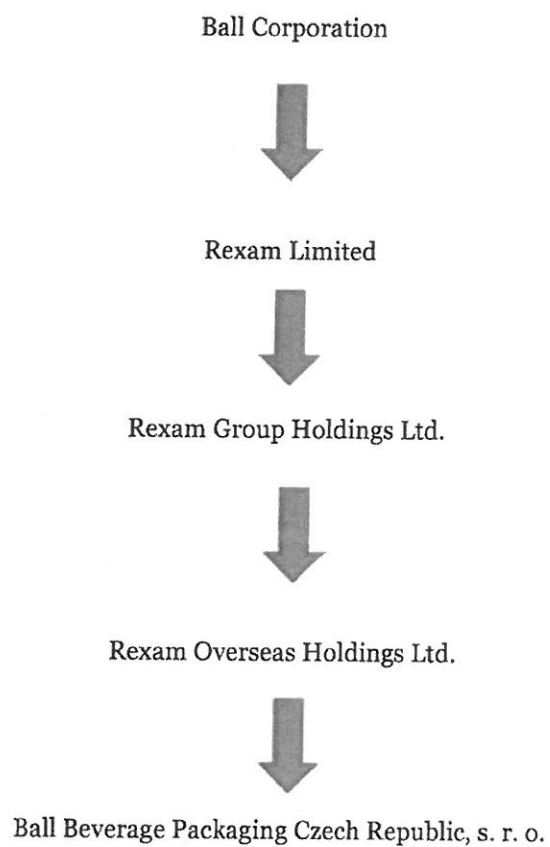 Ball Corporation
Rexam Limited
Rexam Group Holdings Ltd.
Rexam Overseas Holdings Ltd.
Ball Beverage Packaging Czech Republic, s. r. o.